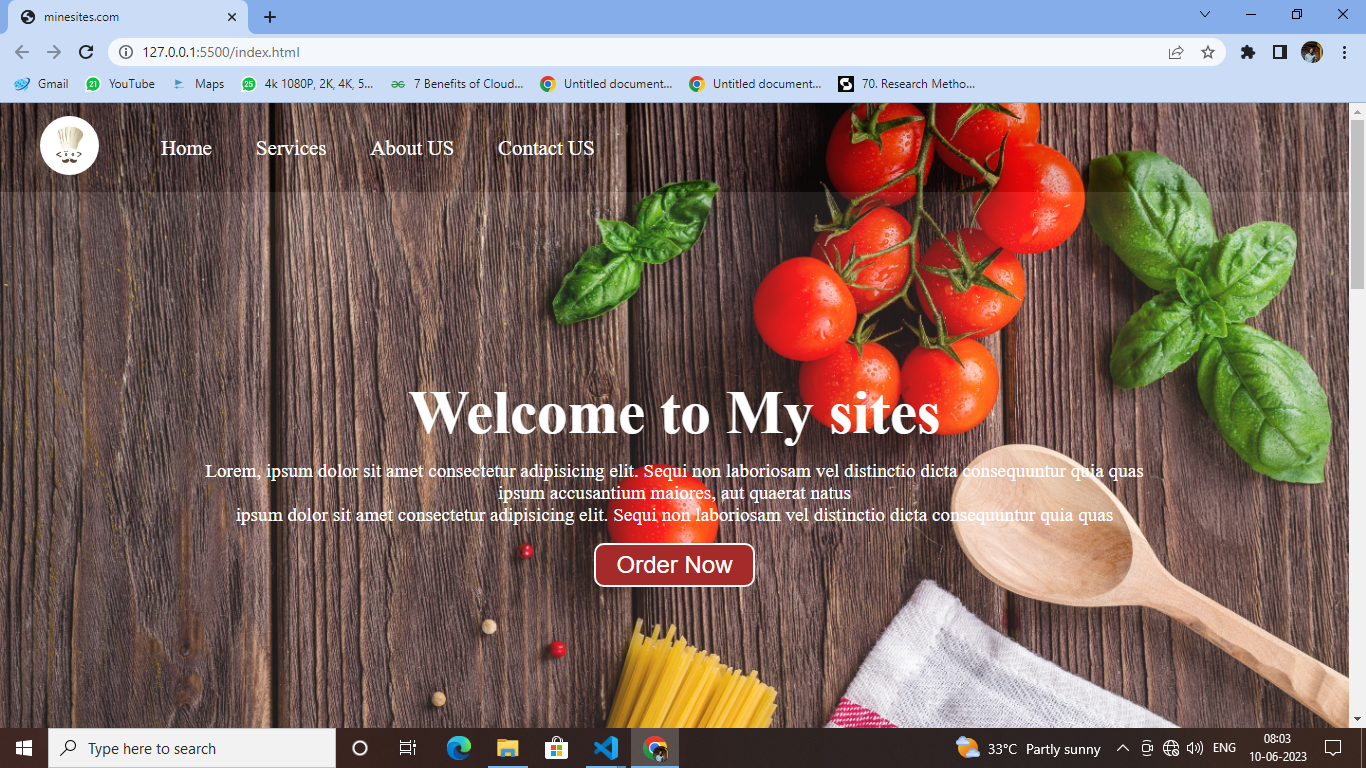 minesites.com
127.0.0.1:5500/index.html
Gmail
21
YouTube
Maps
25
4k 1080P, 2K, 4K, 5...
7 Benefits of Cloud...
Untitled document...
Untitled document...
70. Research Metho...
Home
Services
About US
Contact US
Welcome to My sites
Lorem, ipsum dolor sit amet consectetur adipisicing elit. Sequi non laboriosam vel distinctio dicta consequuntur quia quas
ipsum accusantium maiores, aut quaerat natus
ipsum dolor sit amet consectetur adipisicing elit. Sequi non laboriosam vel distinctio dicta consequuntur quia quas
Order Now
Type here to search
33°C Partly sunny
ENG
08:03
10-06-2023